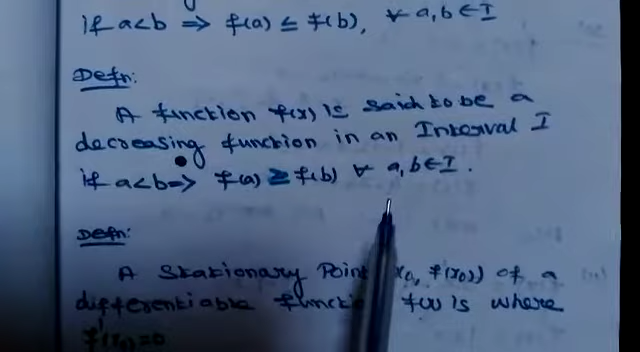 if a<b ⇒ f(a) ≤ f(b), ∀ a,b ∈ I
Defn:
A function f(x) is said to be a
decreasing function in an Interval I
if a<b ⇒ f(a) ≥ f(b) ∀ a,b ∈ I.
Defn:
A Stationary Point (x₀, f(x₀)) of a
differentiable function f(x) is where
f'(x₀)=0